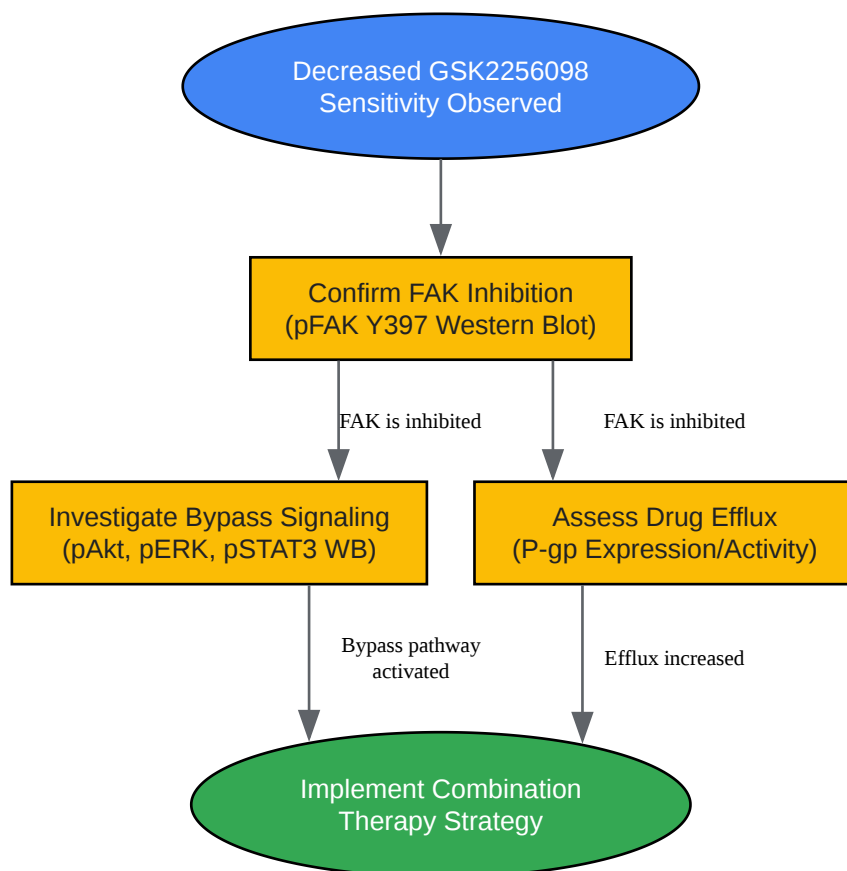 Decreased GSK2256098
Sensitivity Observed
Confirm FAK Inhibition
(pFAK Y397 Western Blot)
FAK is inhibited
FAK is inhibited
Investigate Bypass Signaling
(pAkt, pERK, pSTAT3 WB)
Assess Drug Efflux
(P-gp Expression/Activity)
Bypass pathway
activated
Efflux increased
Implement Combination
Therapy Strategy